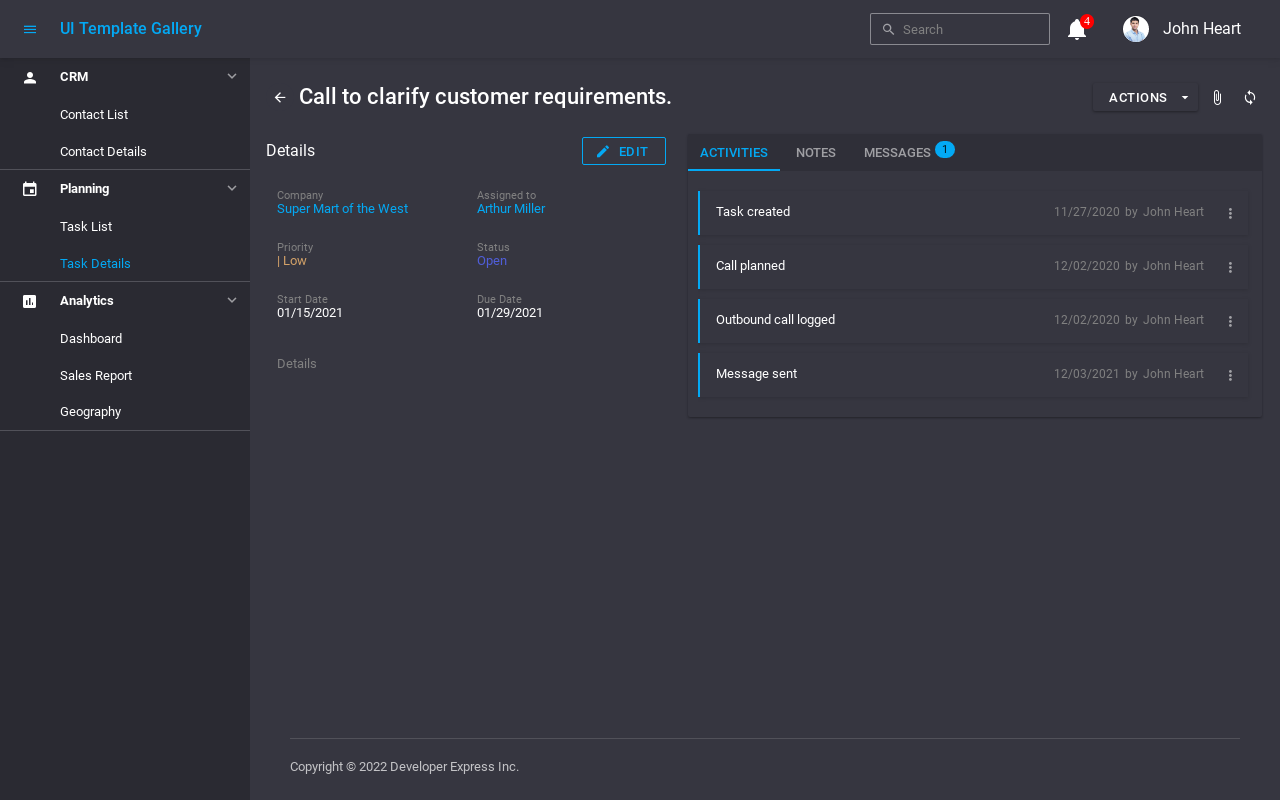 UI Template Gallery
Search
4
John Heart
CRM
Contact List
Contact Details
Planning
Task List
Task Details
Analytics
Dashboard
Sales Report
Geography
Call to clarify customer requirements.
ACTIONS
Details
EDIT
Company
Super Mart of the West
Assigned to
Arthur Miller
Priority
| Low
Status
Open
Start Date
01/15/2021
Due Date
01/29/2021
Details
ACTIVITIES
NOTES
MESSAGES 1
Task created 11/27/2020 by John Heart
Call planned 12/02/2020 by John Heart
Outbound call logged 12/02/2020 by John Heart
Message sent 12/03/2021 by John Heart
Copyright © 2022 Developer Express Inc.